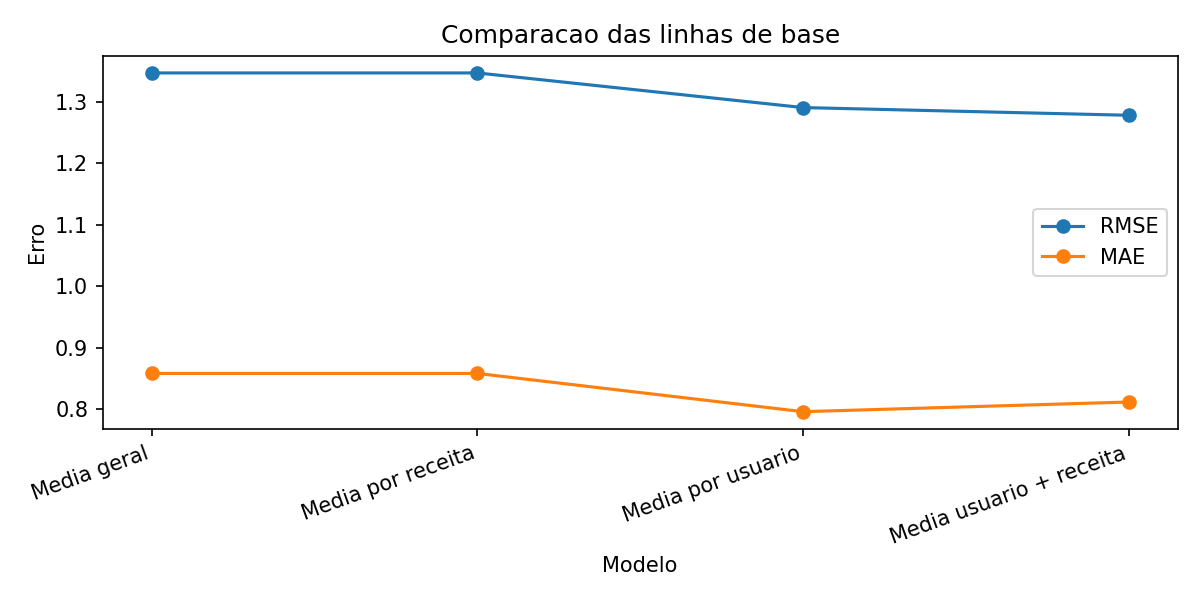 Comparacao das linhas de base
Erro
1.3
1.2
1.1
1.0
0.9
0.8
RMSE
MAE
Media geral
Media por receita
Media por usuario
Media usuario + receita
Modelo